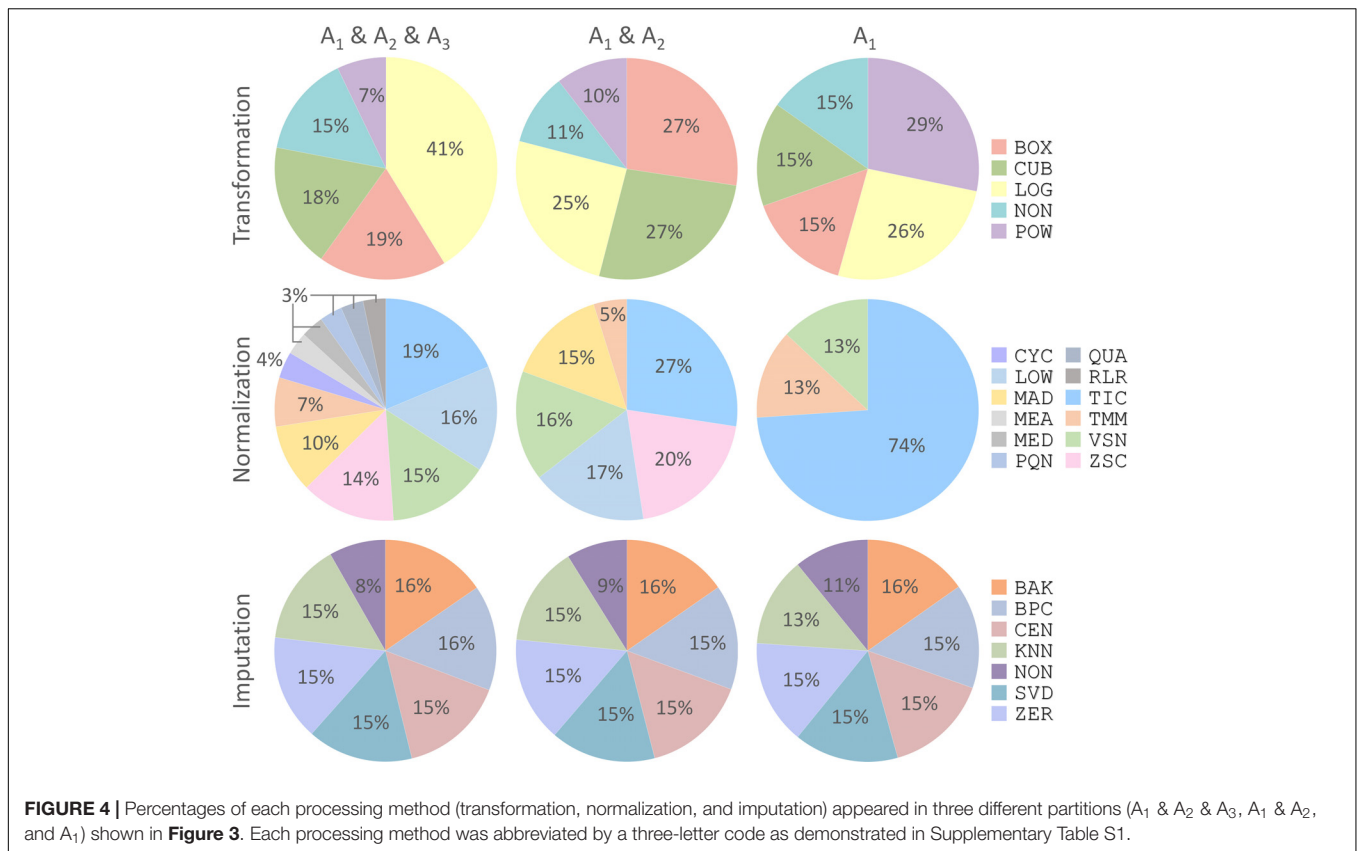 A₁ & A₂ & A₃ A₁ & A₂ A₁
Transformation
7% 41% 19% 18% 15%
10% 27% 27% 25% 11%
15% 29% 26% 15% 15%
BOX
CUB
LOG
NON
POW
Normalization
3% 4% 7% 10% 14% 15% 16% 19%
5% 27% 20% 17% 16% 15%
13% 13% 74%
CYC QUA
LOW RLR
MAD TIC
MEA TMM
MED VSN
PQN ZSC
Imputation
8% 16% 16% 15% 15% 15% 15%
9% 16% 15% 15% 15% 15% 15%
11% 16% 15% 15% 15% 15% 13%
BAK
BPC
CEN
KNN
NON
SVD
ZER
FIGURE 4 | Percentages of each processing method (transformation, normalization, and imputation) appeared in three different partitions (A₁ & A₂ & A₃, A₁ & A₂,
and A₁) shown in Figure 3. Each processing method was abbreviated by a three-letter code as demonstrated in Supplementary Table S1.